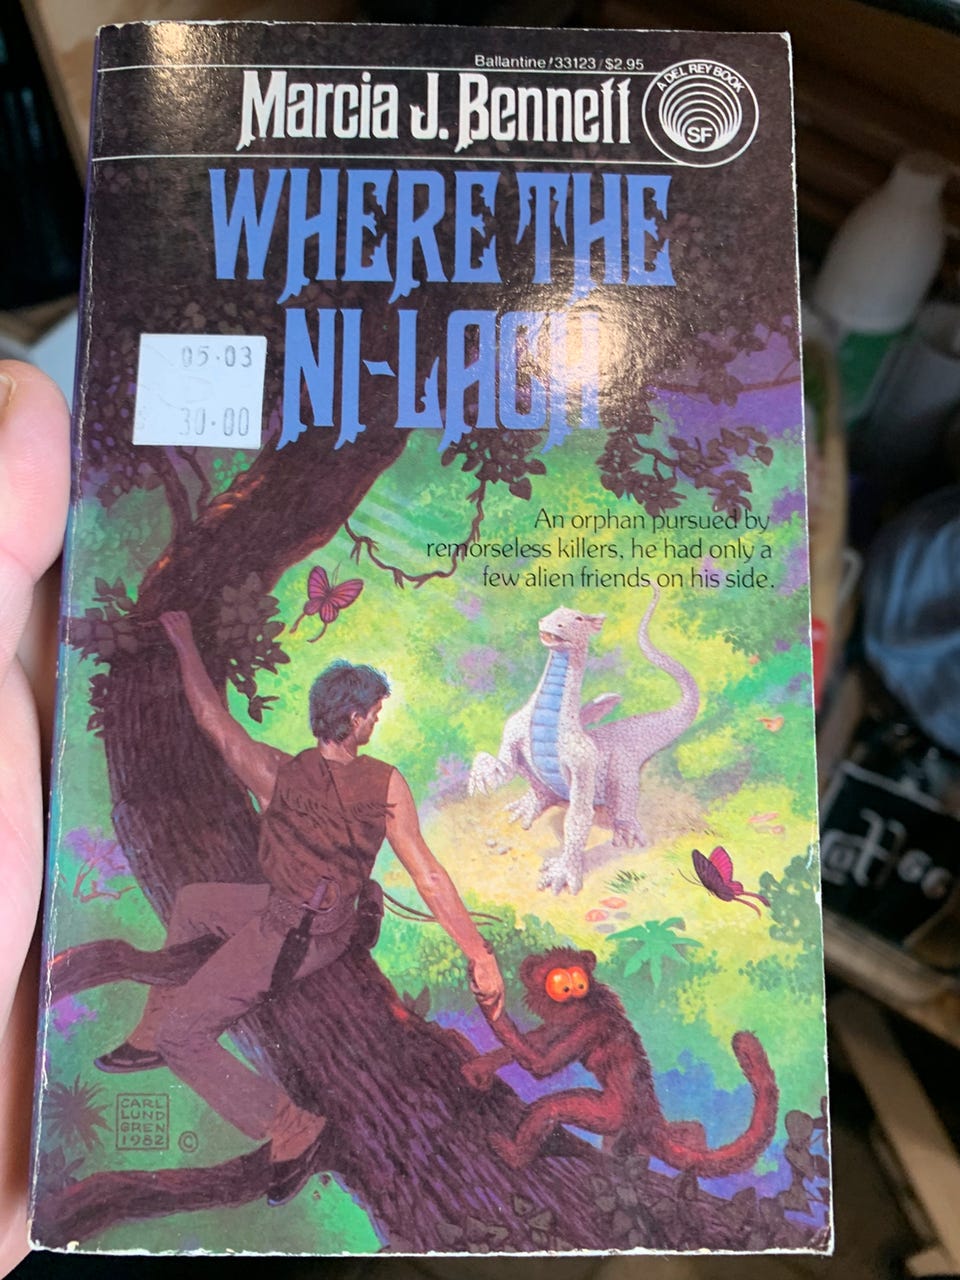 Ballantine/33123/$2.95
Marcia J. Bennett
A DEL REY BOOK
SF
WHERE THE
NI-LACH
05·03
30·00
An orphan pursued by
remorseless killers, he had only a
few alien friends on his side.
CARL
LUND
GREN
1982
©